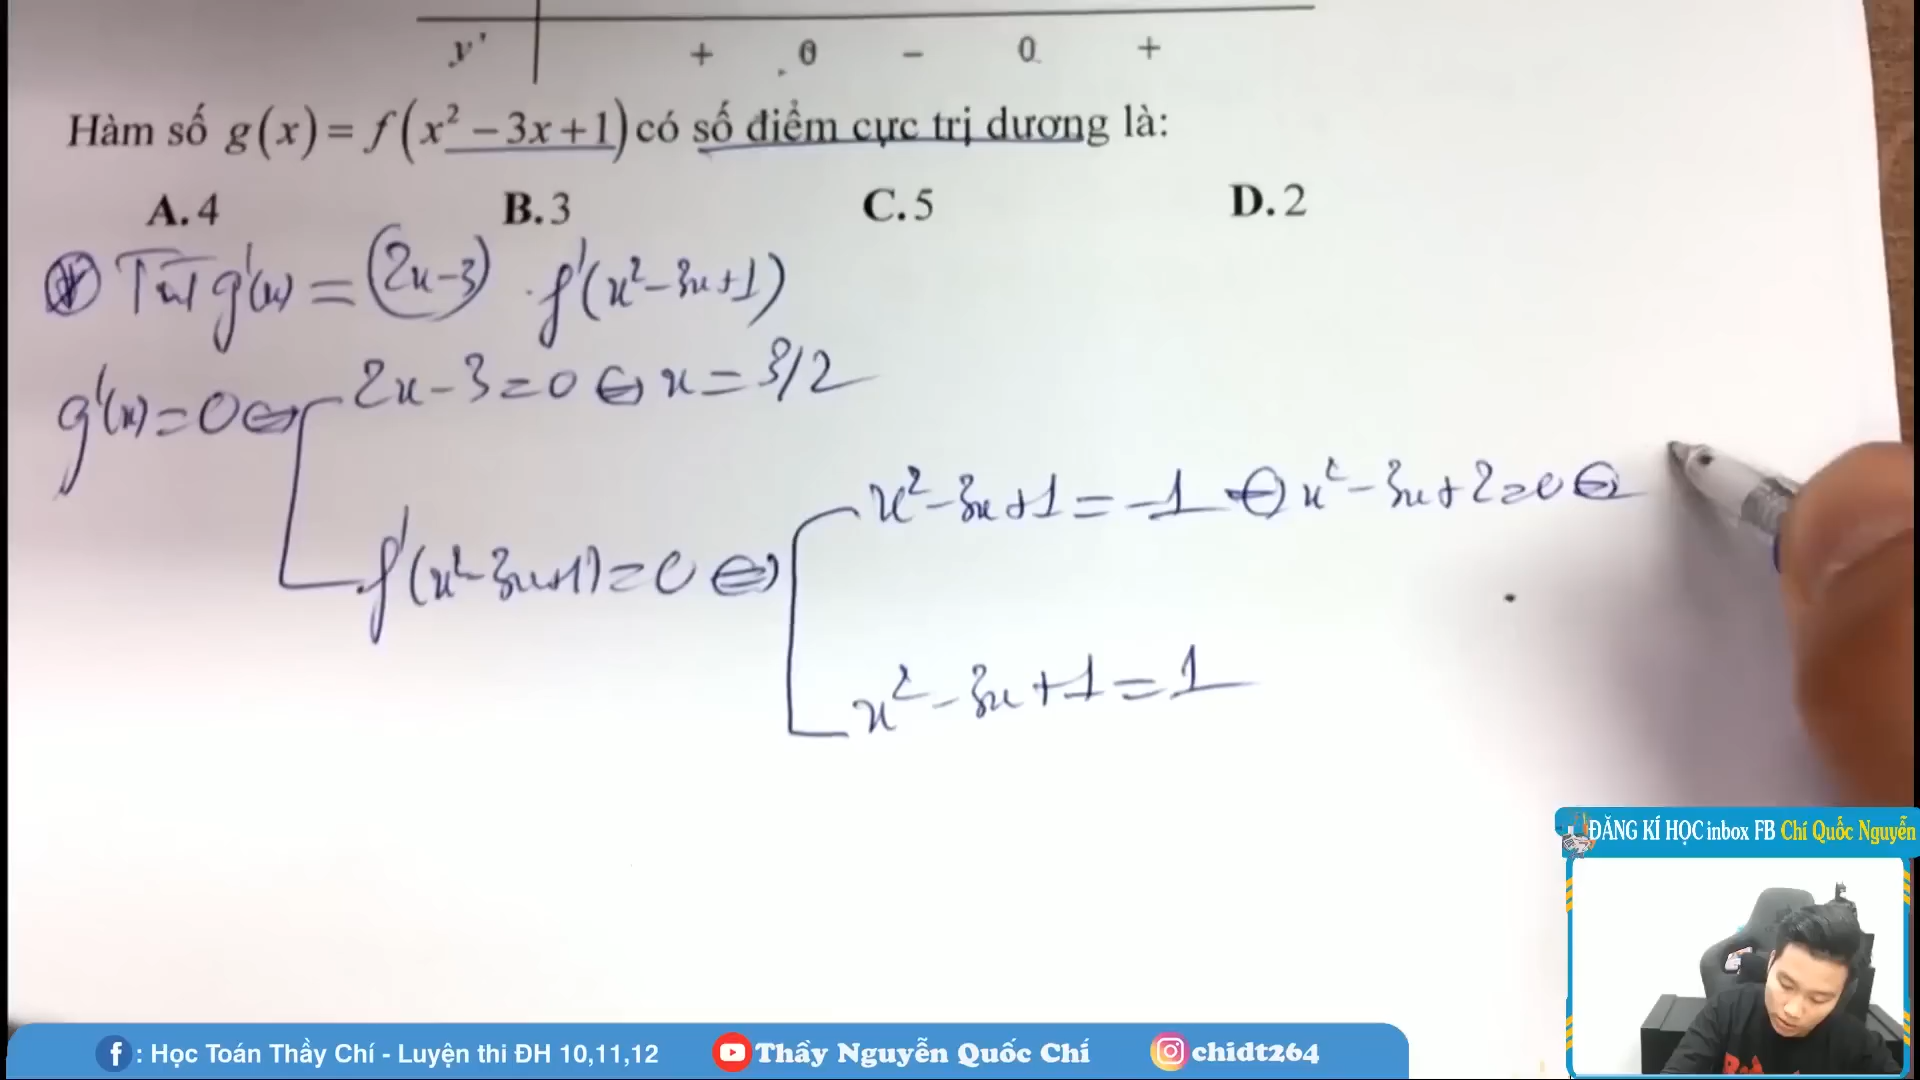 y' + 0 - 0 +
Hàm số g(x) = f(x² - 3x + 1) có số điểm cực trị dương là:
A. 4 B. 3 C. 5 D. 2
g'(x) = (2x-3) . f'(x²-3x+1)
g'(x)=0 ⇔ 2x-3=0 ⇔ x = 3/2
x²-3x+1 = -1 ⇔ x²-3x+2=0 ⇔
f'(x²-3x+1)=0 ⇔
x²-3x+1 = 1
ĐĂNG KÍ HỌC inbox FB Chí Quốc Nguyễn
f : Học Toán Thầy Chí - Luyện thi ĐH 10,11,12 Thầy Nguyễn Quốc Chí chidt264